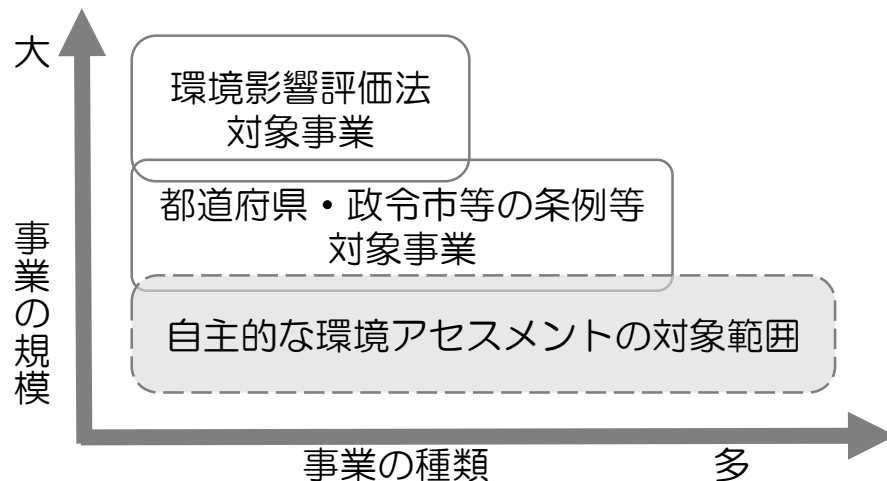 大
環境影響評価法
対象事業
都道府県・政令市等の条例等
対象事業
事業の規模
自主的な環境アセスメントの対象範囲
事業の種類
多